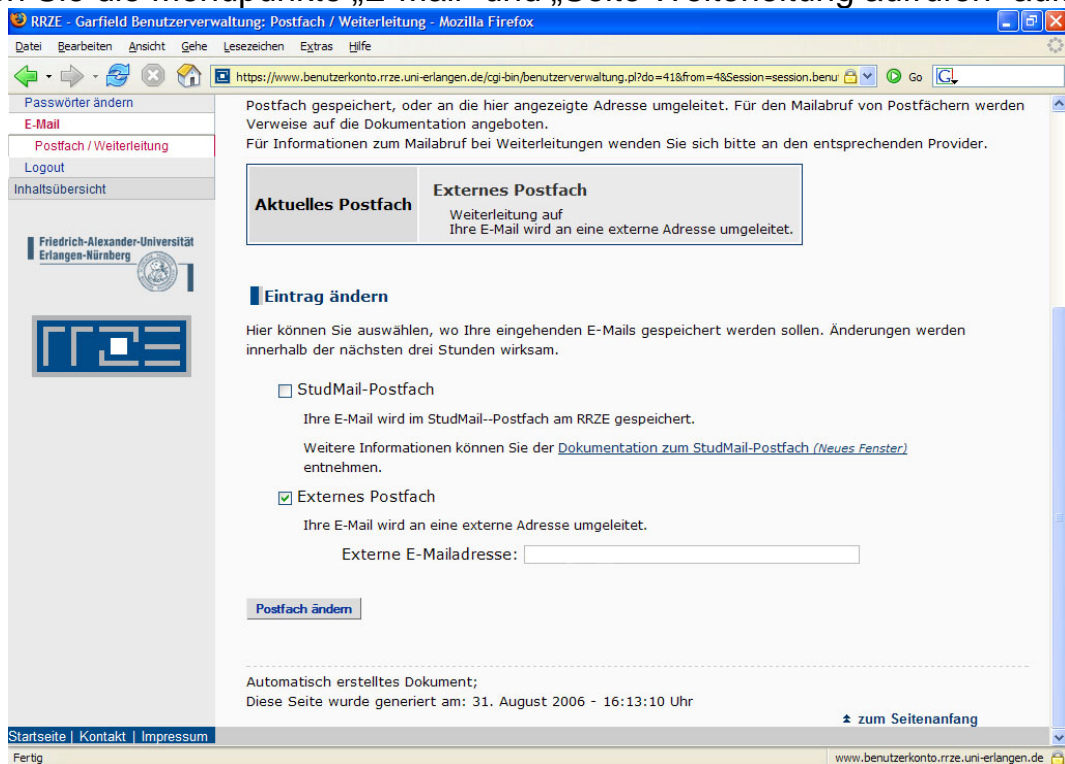 Sie die Menüpunkte „E-Mail“ und „Seite Weiterleitung aufrufen“
RRZE - Garfield Benutzerverwaltung: Postfach / Weiterleitung - Mozilla Firefox
Datei Bearbeiten Ansicht Gehe Lesezeichen Extras Hilfe
https://www.benutzerkonto.rrze.uni-erlangen.de/cgi-bin/benutzerverwaltung.pl?do=41&from=4&Session=session.benu Go G
Passwörter ändern
E-Mail
Postfach / Weiterleitung
Logout
Inhaltsübersicht
Friedrich-Alexander-Universität
Erlangen-Nürnberg
Postfach gespeichert, oder an die hier angezeigte Adresse umgeleitet. Für den Mailabruf von Postfächern werden
Verweise auf die Dokumentation angeboten.
Für Informationen zum Mailabruf bei Weiterleitungen wenden Sie sich bitte an den entsprechenden Provider.
Aktuelles Postfach
Externes Postfach
Weiterleitung auf
Ihre E-Mail wird an eine externe Adresse umgeleitet.
Eintrag ändern
Hier können Sie auswählen, wo Ihre eingehenden E-Mails gespeichert werden sollen. Änderungen werden
innerhalb der nächsten drei Stunden wirksam.
StudMail-Postfach
Ihre E-Mail wird im StudMail--Postfach am RRZE gespeichert.
Weitere Informationen können Sie der Dokumentation zum StudMail-Postfach (Neues Fenster)
entnehmen.
Externes Postfach
Ihre E-Mail wird an eine externe Adresse umgeleitet.
Externe E-Mailadresse:
Postfach ändern
Automatisch erstelltes Dokument;
Diese Seite wurde generiert am: 31. August 2006 - 16:13:10 Uhr
zum Seitenanfang
Startseite | Kontakt | Impressum
Fertig
www.benutzerkonto.rrze.uni-erlangen.de